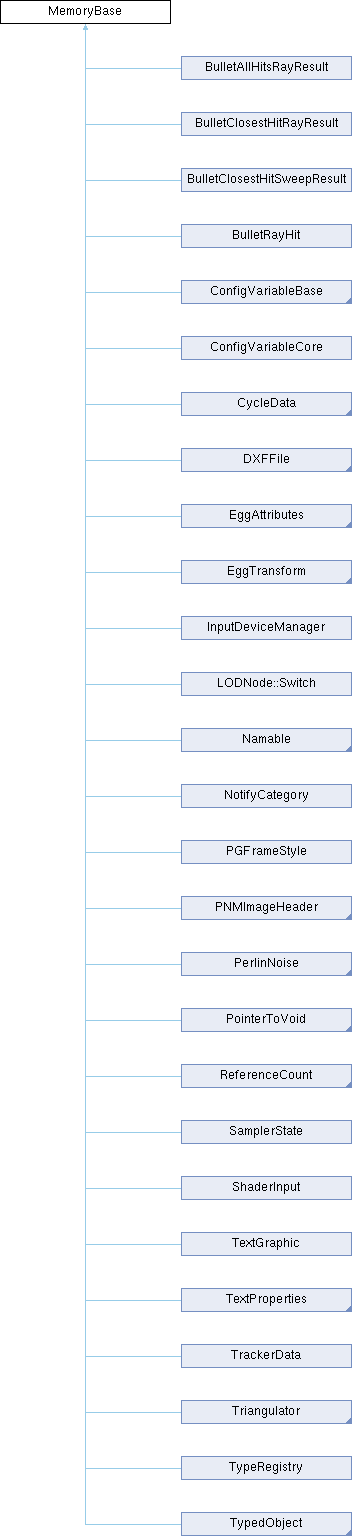 MemoryBase
BulletAllHitsRayResult
BulletClosestHitRayResult
BulletClosestHitSweepResult
BulletRayHit
ConfigVariableBase
ConfigVariableCore
CycleData
DXFFile
EggAttributes
EggTransform
InputDeviceManager
LODNode::Switch
Namable
NotifyCategory
PGFrameStyle
PNMImageHeader
PerlinNoise
PointerToVoid
ReferenceCount
SamplerState
ShaderInput
TextGraphic
TextProperties
TrackerData
Triangulator
TypeRegistry
TypedObject